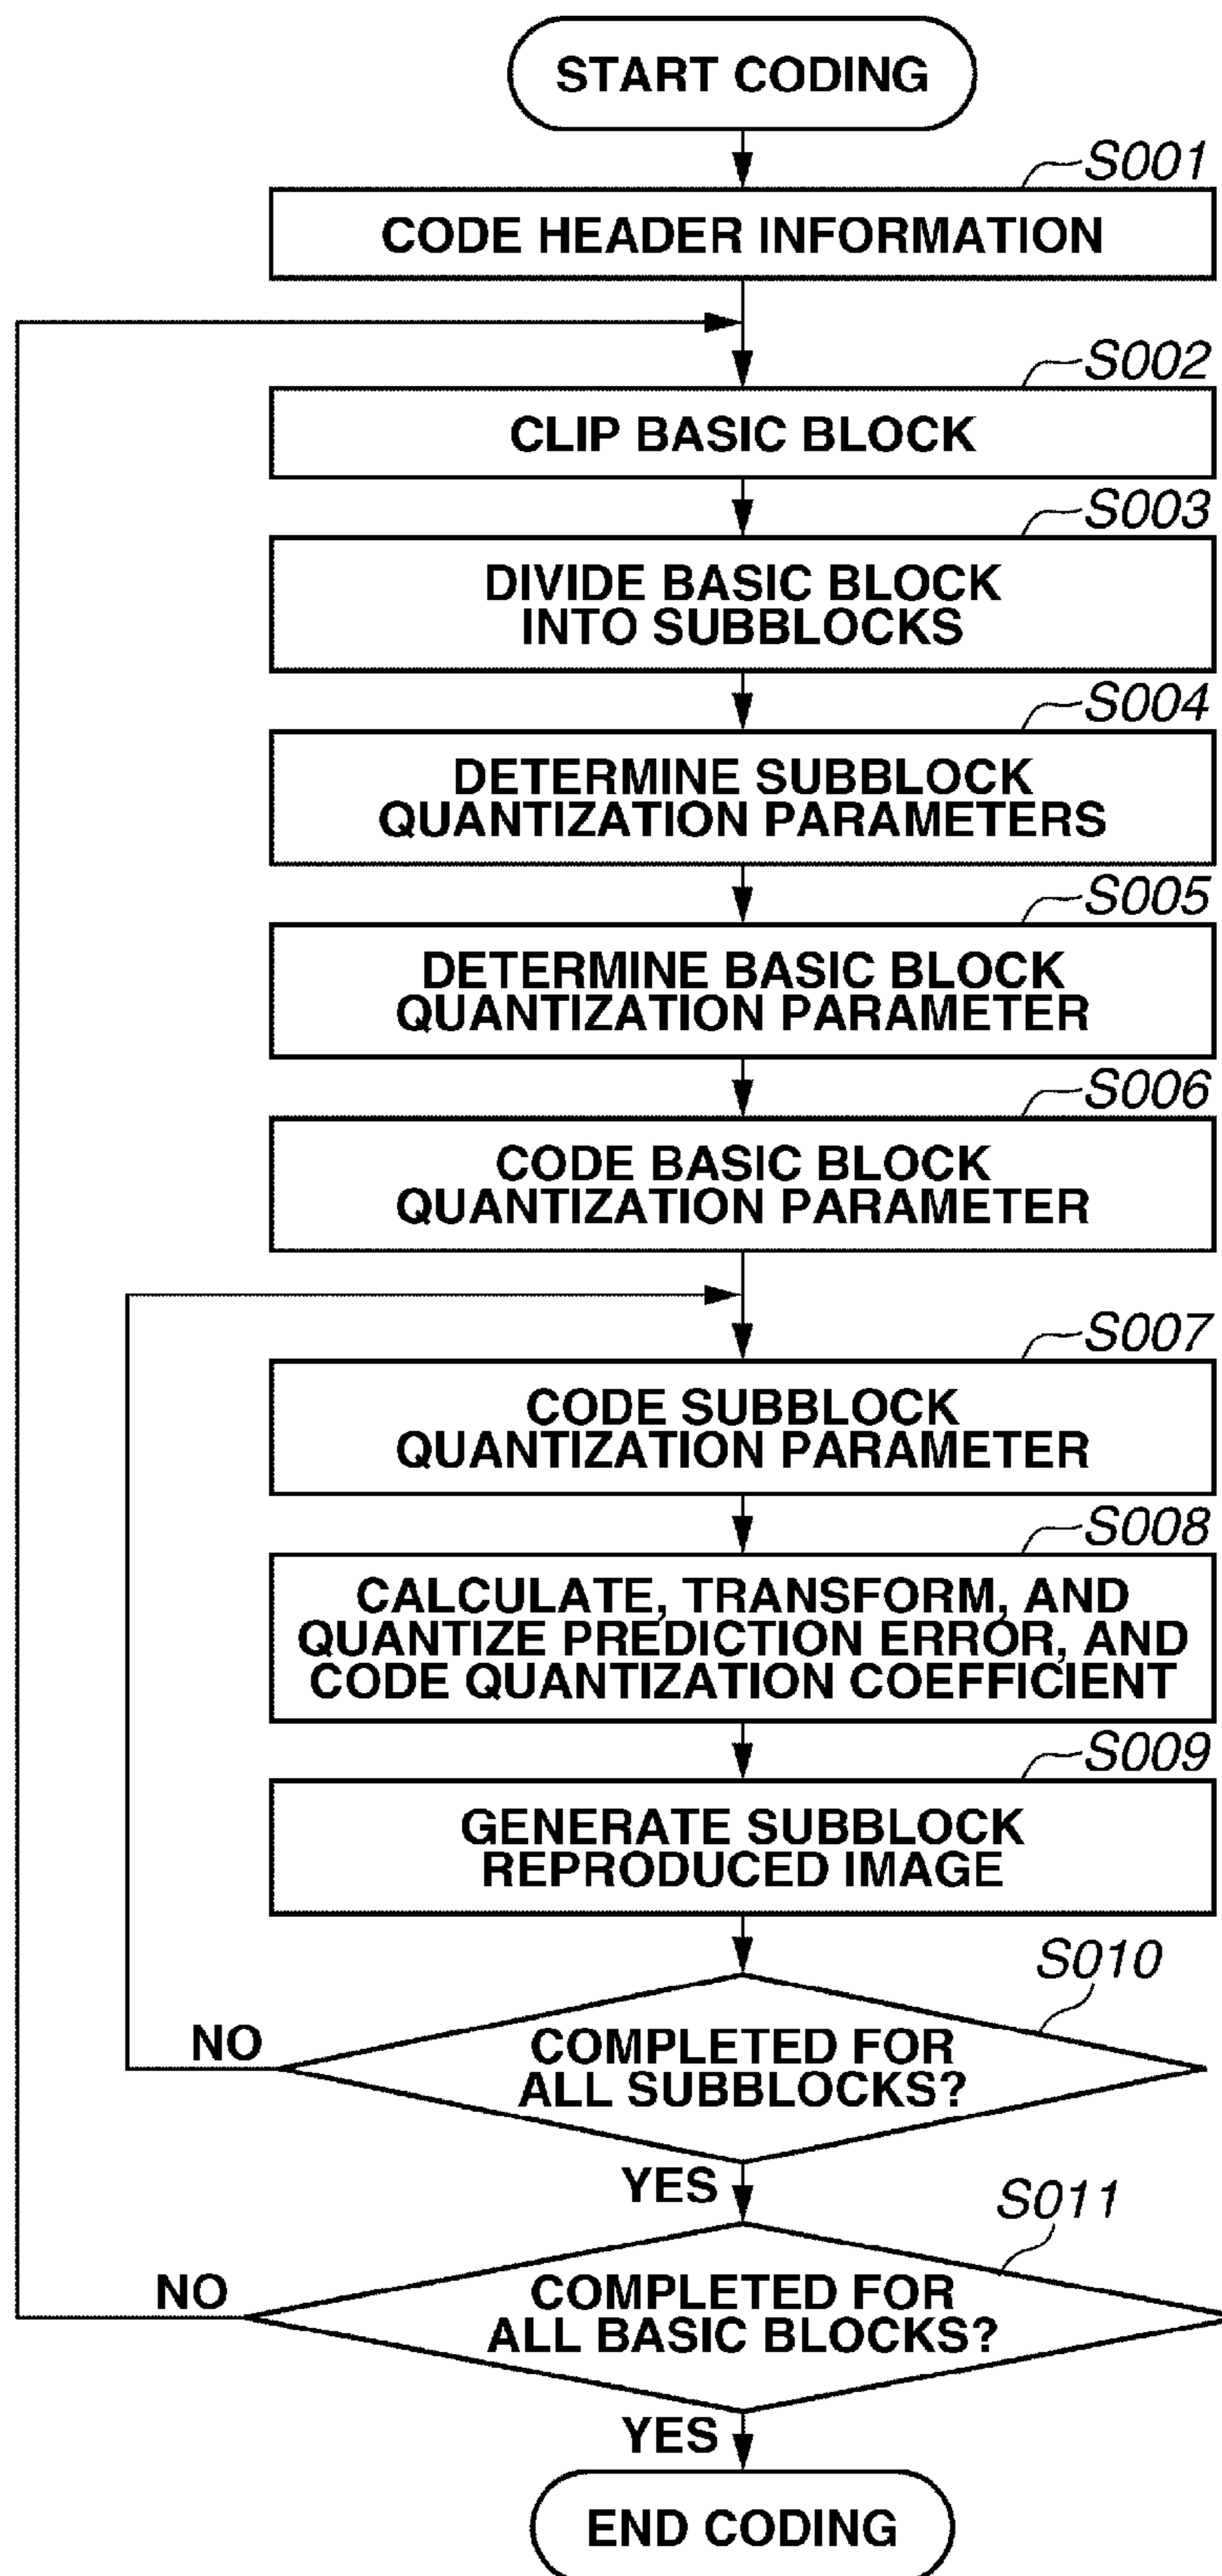 START CODING
S001
CODE HEADER INFORMATION
S002
CLIP BASIC BLOCK
S003
DIVIDE BASIC BLOCK
INTO SUBBLOCKS
S004
DETERMINE SUBBLOCK
QUANTIZATION PARAMETERS
S005
DETERMINE BASIC BLOCK
QUANTIZATION PARAMETER
S006
CODE BASIC BLOCK
QUANTIZATION PARAMETER
S007
CODE SUBBLOCK
QUANTIZATION PARAMETER
S008
CALCULATE, TRANSFORM, AND
QUANTIZE PREDICTION ERROR, AND
CODE QUANTIZATION COEFFICIENT
S009
GENERATE SUBBLOCK
REPRODUCED IMAGE
S010
NO
COMPLETED FOR
ALL SUBBLOCKS?
YES
S011
NO
COMPLETED FOR
ALL BASIC BLOCKS?
YES
END CODING